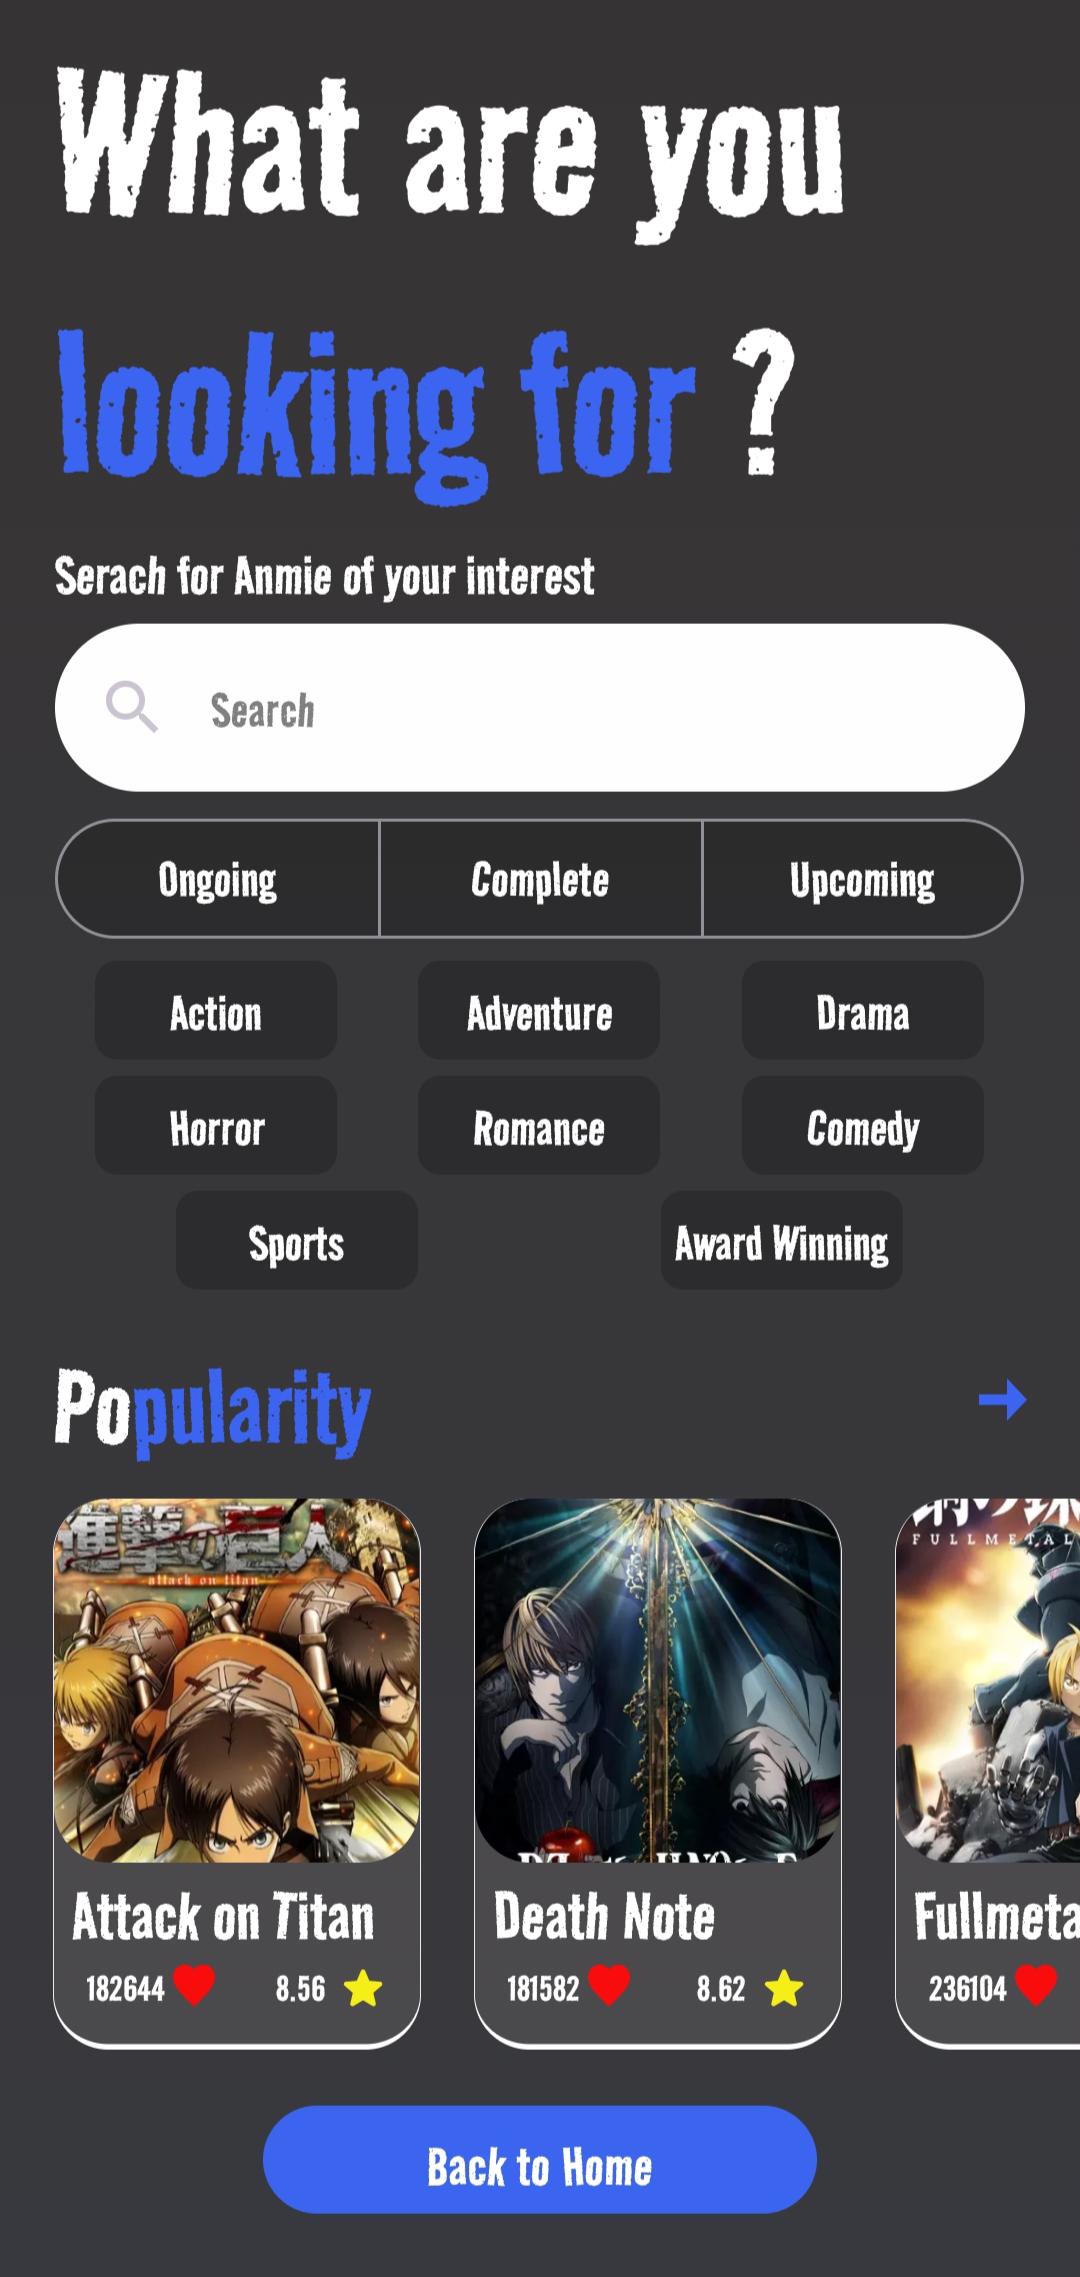 What are you
looking for ?
Serach for Anmie of your interest
Search
Ongoing Complete Upcoming
Action Adventure Drama
Horror Romance Comedy
Sports Award Winning
Popularity
進撃の巨人
attack on titan
FULLMETAL
Attack on Titan Death Note Fullmeta
182644 8.56 181582 8.62 236104
Back to Home